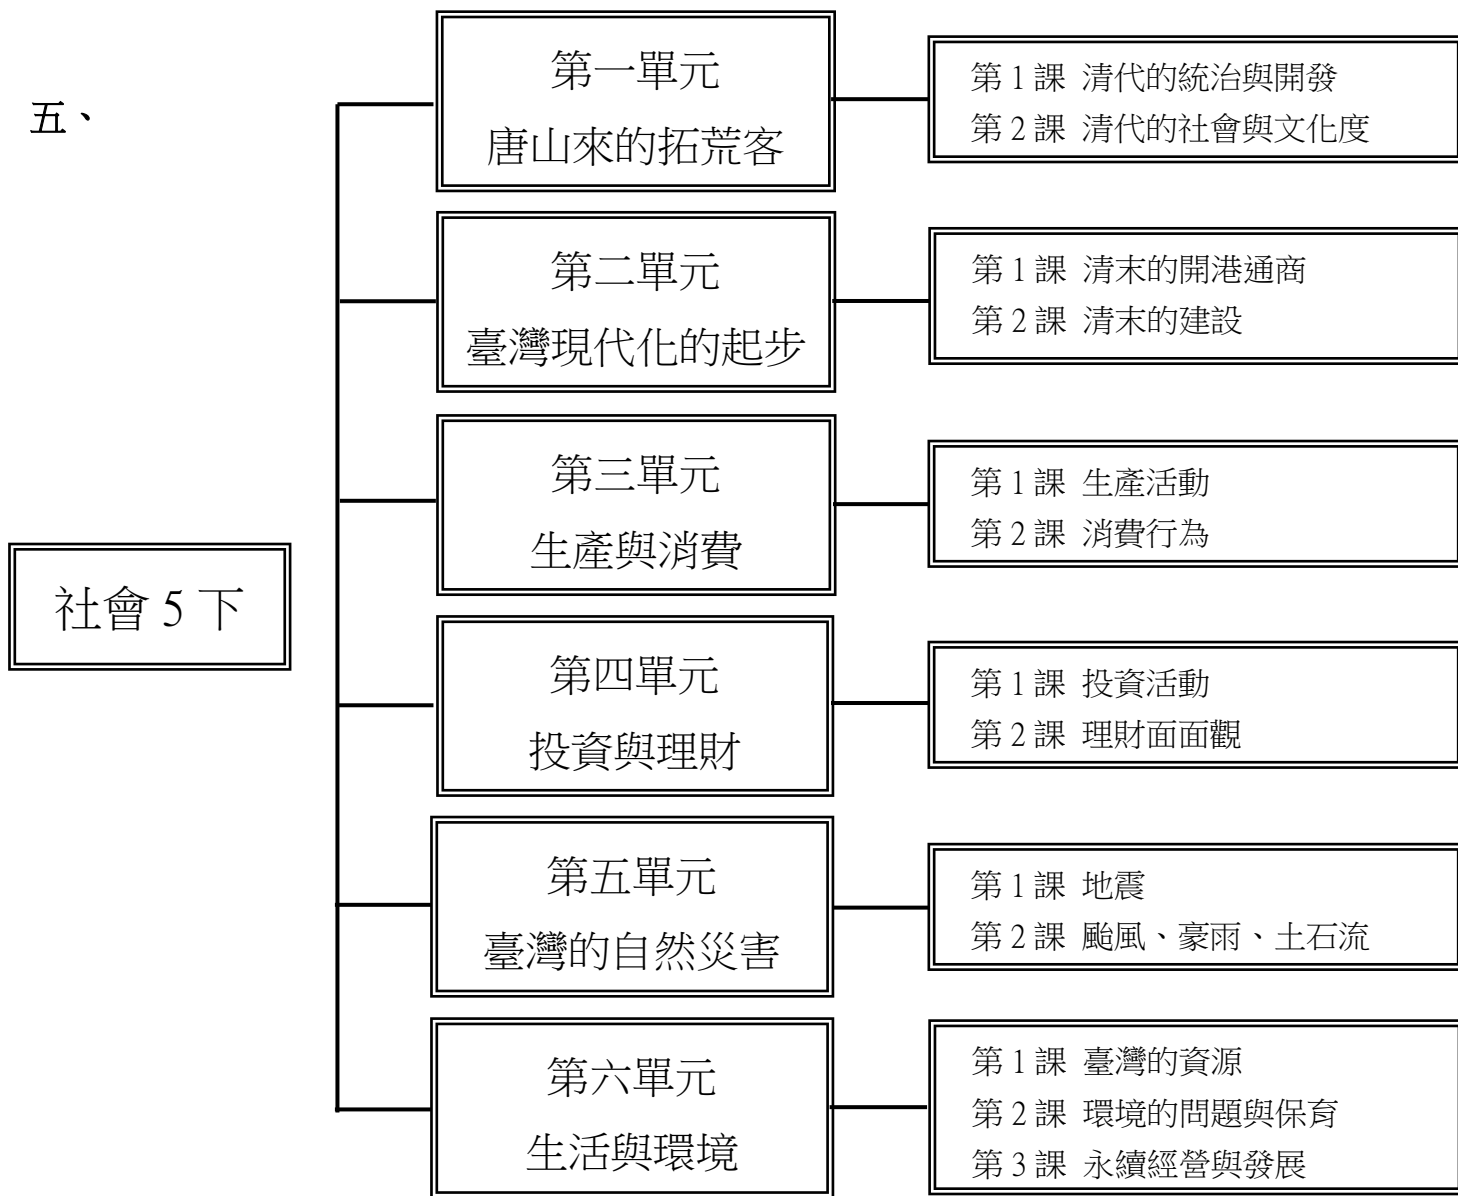 五、
社會 5 下
第一單元
唐山來的拓荒客
第 1 課 清代的統治與開發
第 2 課 清代的社會與文化度
第二單元
臺灣現代化的起步
第 1 課 清末的開港通商
第 2 課 清末的建設
第三單元
生產與消費
第 1 課 生產活動
第 2 課 消費行為
第四單元
投資與理財
第 1 課 投資活動
第 2 課 理財面面觀
第五單元
臺灣的自然災害
第 1 課 地震
第 2 課 颱風、豪雨、土石流
第六單元
生活與環境
第 1 課 臺灣的資源
第 2 課 環境的問題與保育
第 3 課 永續經營與發展